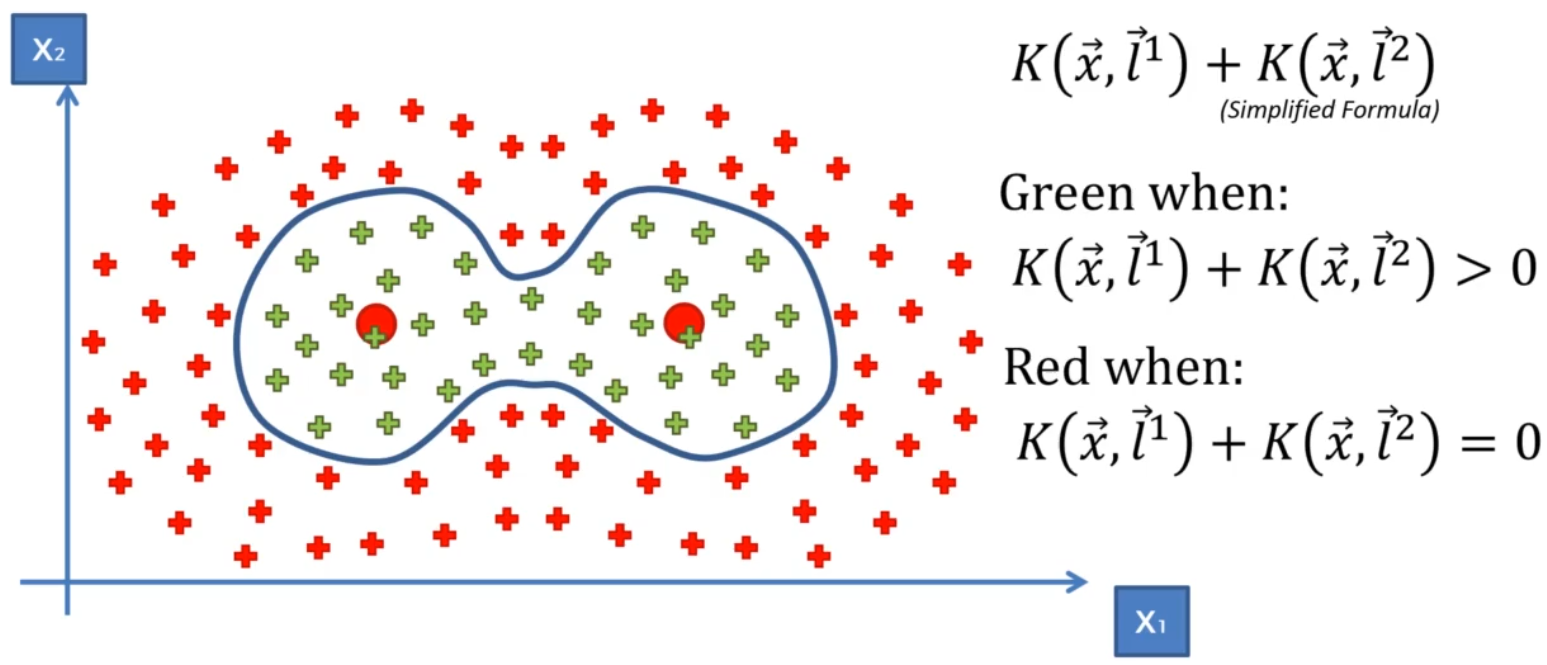 X₂
K(x⃗, l⃗¹) + K(x⃗, l⃗²)
(Simplified Formula)
Green when:
K(x⃗, l⃗¹) + K(x⃗, l⃗²) > 0
Red when:
K(x⃗, l⃗¹) + K(x⃗, l⃗²) = 0
X₁